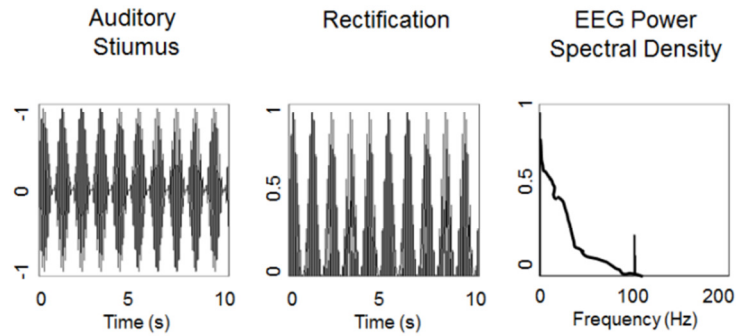 Auditory
Stiumus
Rectification
EEG Power
Spectral Density
-1
0
-1
0
5
10
Time (s)
1
0.5
0
0
5
10
Time (s)
1
0.5
0
0
100
200
Frequency (Hz)